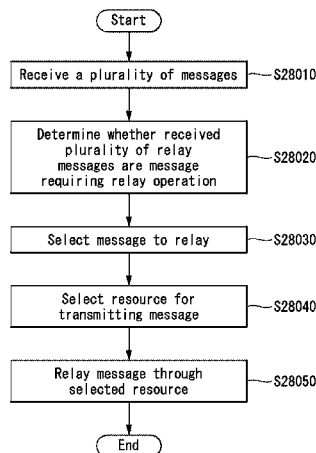 Start
Receive a plurality of messages
S28010
Determine whether received
plurality of relay
messages are message
requiring relay operation
S28020
Select message to relay
S28030
Select resource for
transmitting message
S28040
Relay message through
selected resource
S28050
End